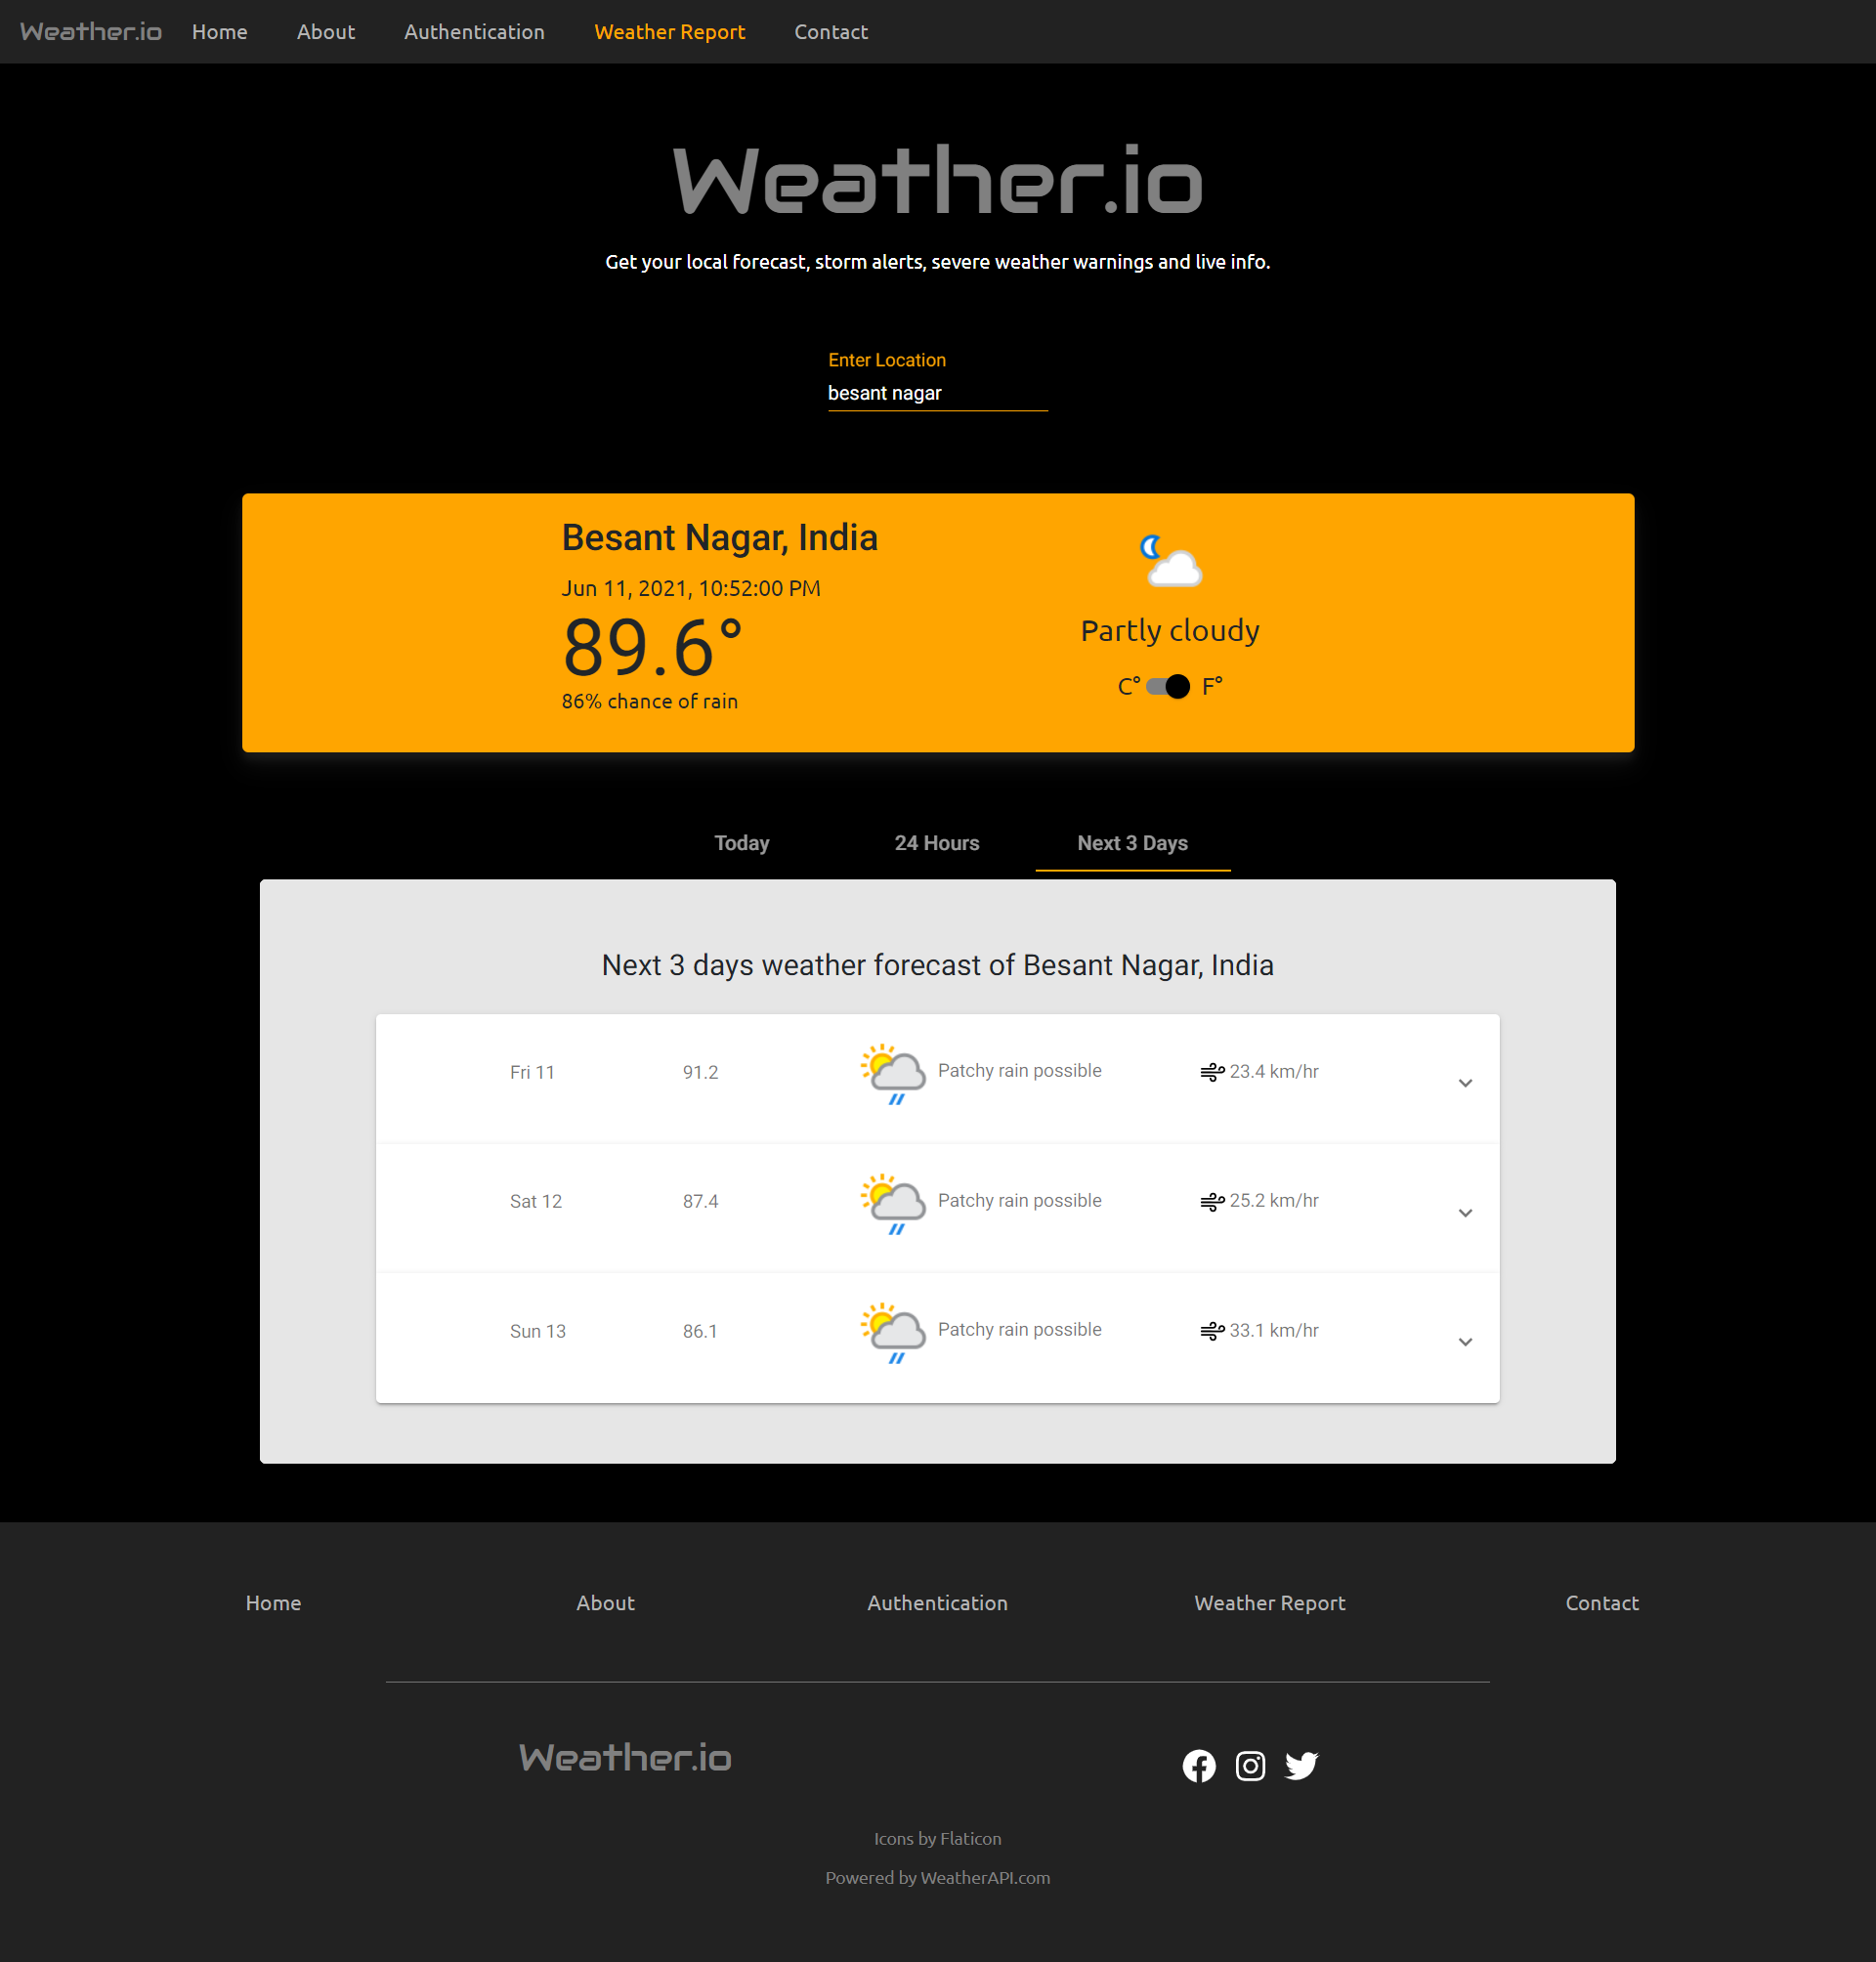 Weather.io Home About Authentication Weather Report Contact
Weather.io
Get your local forecast, storm alerts, severe weather warnings and live info.
Enter Location
besant nagar
Besant Nagar, India
Jun 11, 2021, 10:52:00 PM
89.6°
86% chance of rain
Partly cloudy
C° F°
Today 24 Hours Next 3 Days
Next 3 days weather forecast of Besant Nagar, India
Fri 11 91.2 Patchy rain possible 23.4 km/hr
Sat 12 87.4 Patchy rain possible 25.2 km/hr
Sun 13 86.1 Patchy rain possible 33.1 km/hr
Home About Authentication Weather Report Contact
Weather.io
Icons by Flaticon
Powered by WeatherAPI.com